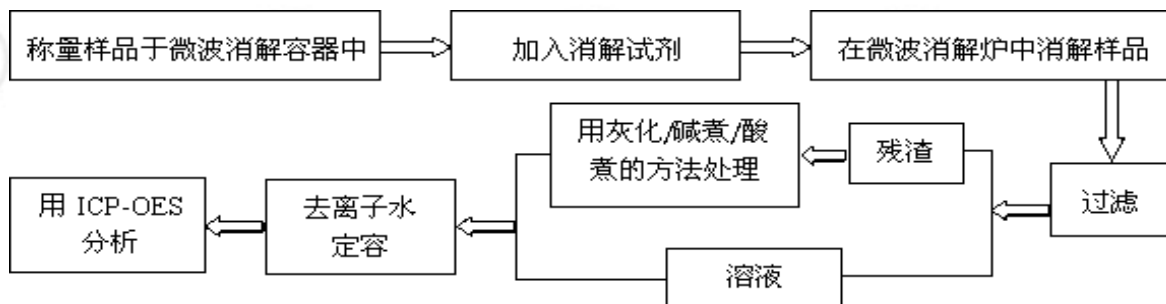 称量样品于微波消解容器中
加入消解试剂
在微波消解炉中消解样品
过滤
残渣
用灰化/碱煮/酸
煮的方法处理
溶液
去离子水
定容
用 ICP-OES
分析